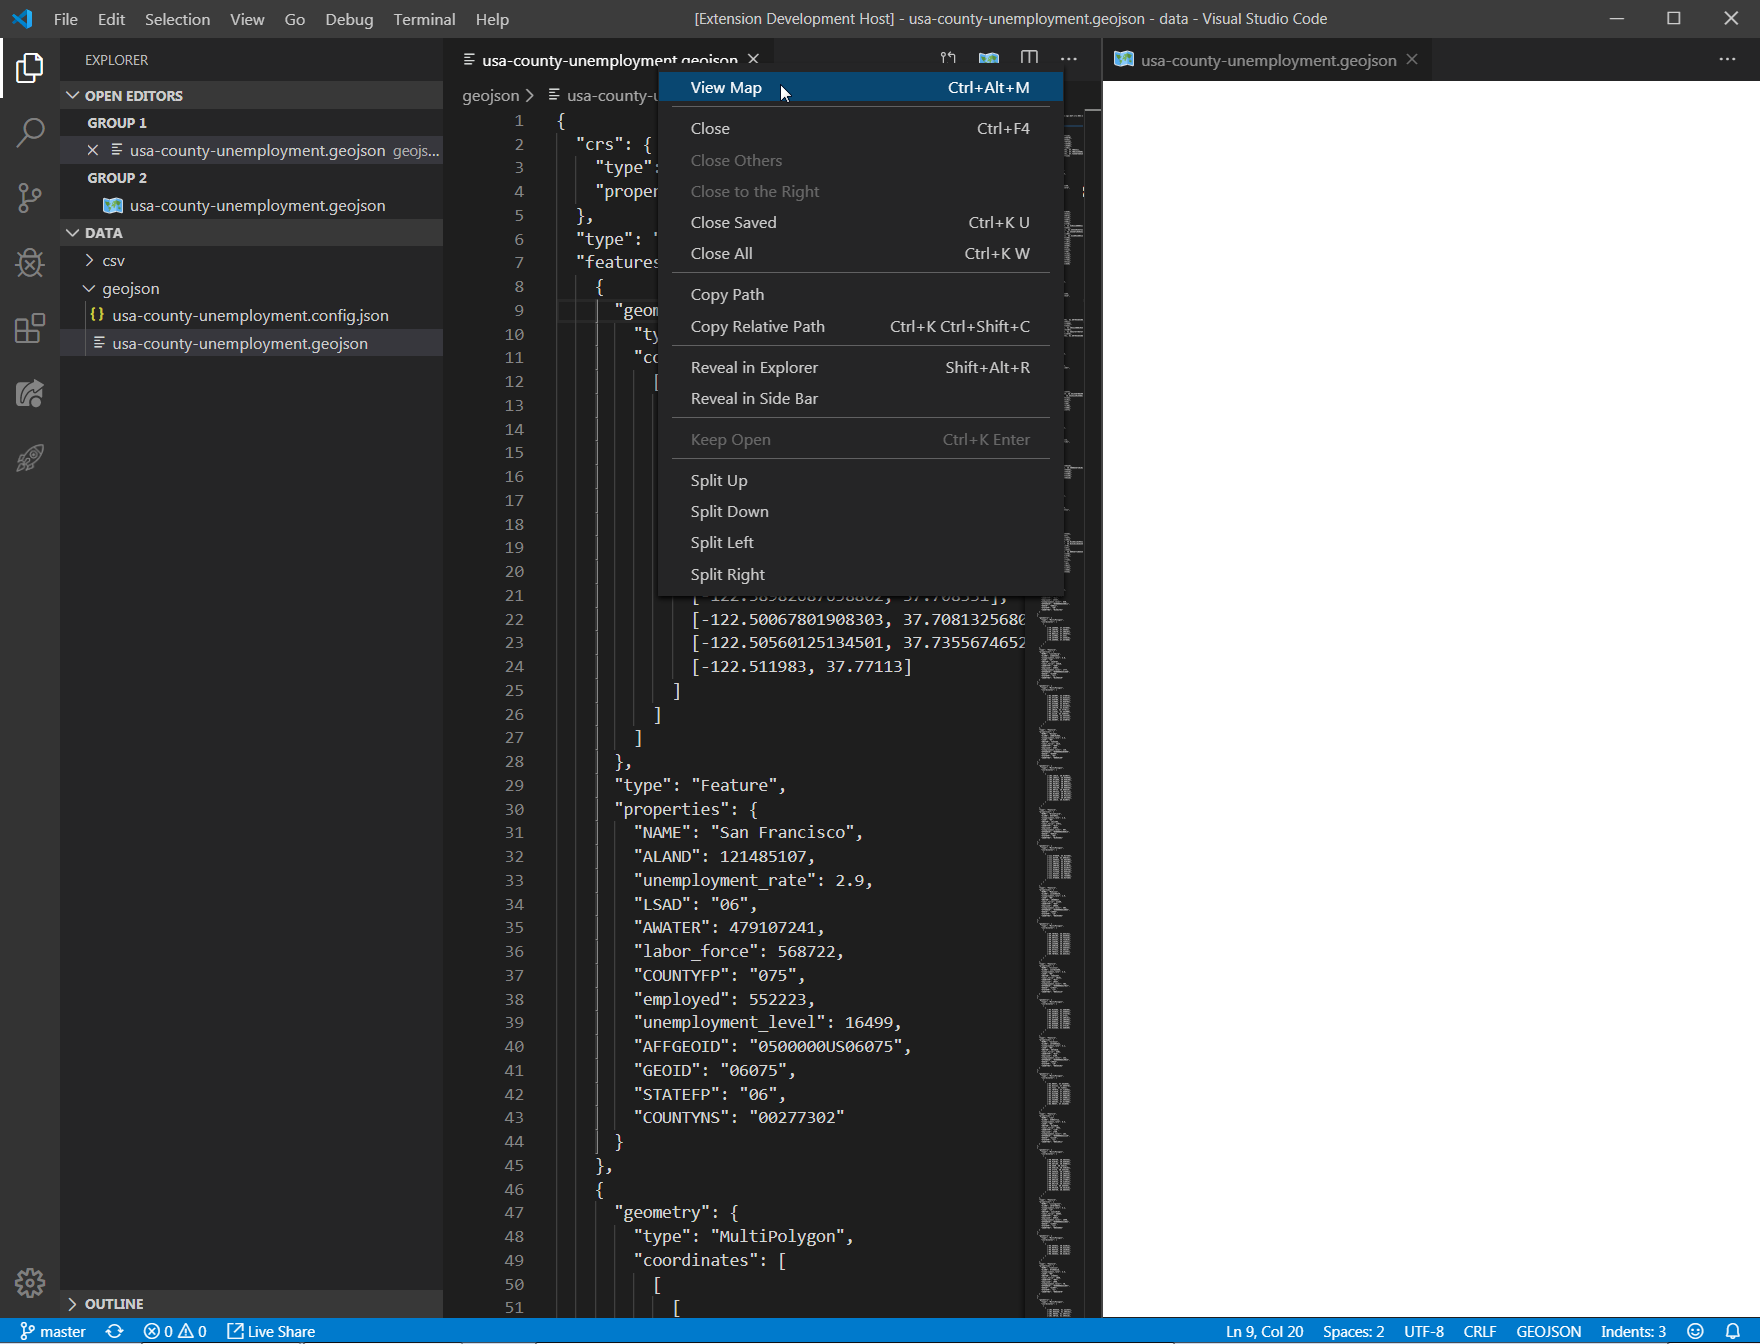 File Edit Selection View Go Debug Terminal Help
[Extension Development Host] - usa-county-unemployment.geojson - data - Visual Studio Code
EXPLORER
OPEN EDITORS
GROUP 1
usa-county-unemployment.geojson geojs...
GROUP 2
usa-county-unemployment.geojson
DATA
csv
geojson
{} usa-county-unemployment.config.json
usa-county-unemployment.geojson
OUTLINE
usa-county-unemployment.geojson
geojson > usa-county-u
View Map Ctrl+Alt+M
Close Ctrl+F4
Close Others
Close to the Right
Close Saved Ctrl+K U
Close All Ctrl+K W
Copy Path
Copy Relative Path Ctrl+K Ctrl+Shift+C
Reveal in Explorer Shift+Alt+R
Reveal in Side Bar
Keep Open Ctrl+K Enter
Split Up
Split Down
Split Left
Split Right
1 {
2 "crs": {
3 "type":
4 "proper
5 },
6 "type": "
7 "features
8 {
9 "geom
10 "ty
11 "co
12 [
13
14
15
16
17
18
19
20
21
22 [-122.50067801908303, 37.7081325680
23 [-122.50560125134501, 37.7355674652
24 [-122.511983, 37.77113]
25 ]
26 ]
27 ]
28 },
29 "type": "Feature",
30 "properties": {
31 "NAME": "San Francisco",
32 "ALAND": 121485107,
33 "unemployment_rate": 2.9,
34 "LSAD": "06",
35 "AWATER": 479107241,
36 "labor_force": 568722,
37 "COUNTYFP": "075",
38 "employed": 552223,
39 "unemployment_level": 16499,
40 "AFFGEOID": "0500000US06075",
41 "GEOID": "06075",
42 "STATEFP": "06",
43 "COUNTYNS": "00277302"
44 }
45 },
46 {
47 "geometry": {
48 "type": "MultiPolygon",
49 "coordinates": [
50 [
51 [
usa-county-unemployment.geojson
master 0 0 Live Share
Ln 9, Col 20 Spaces: 2 UTF-8 CRLF GEOJSON Indents: 3